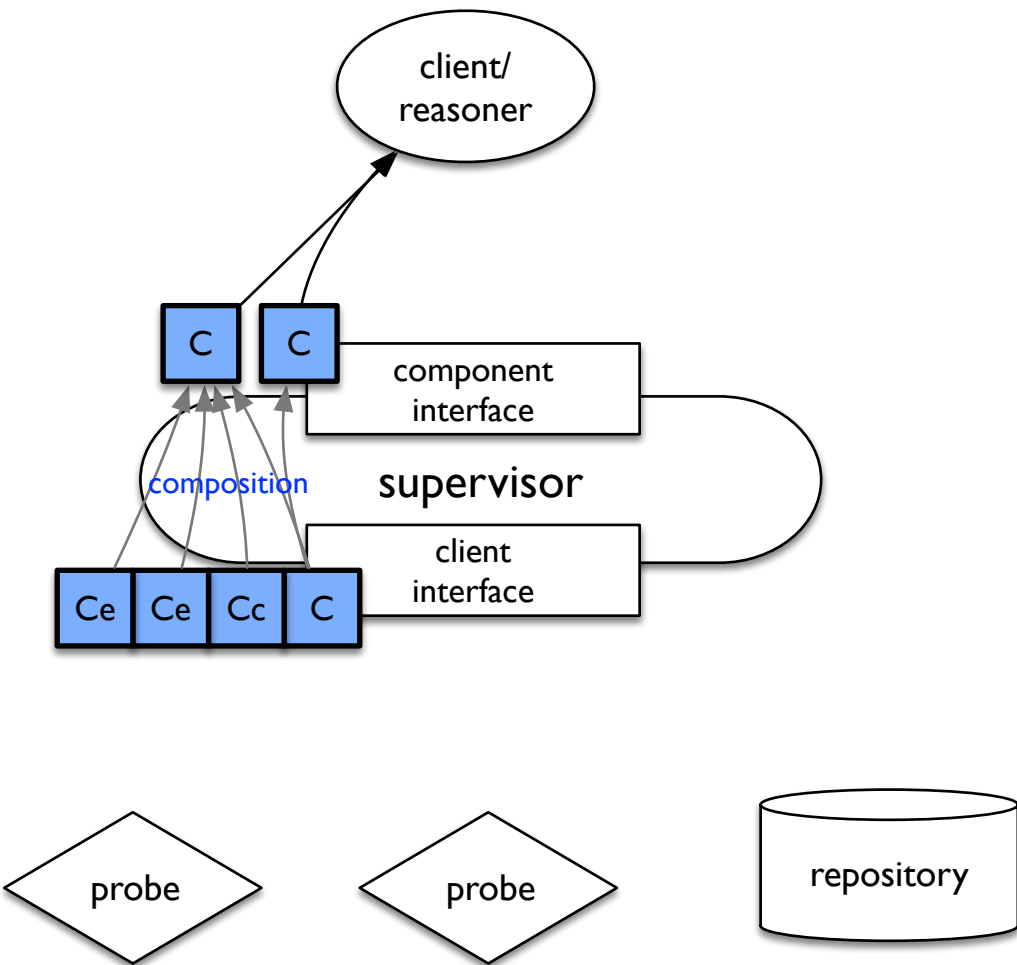 client/
reasoner
C
C
component
interface
composition
supervisor
client
interface
Ce
Ce
Cc
C
probe
probe
repository